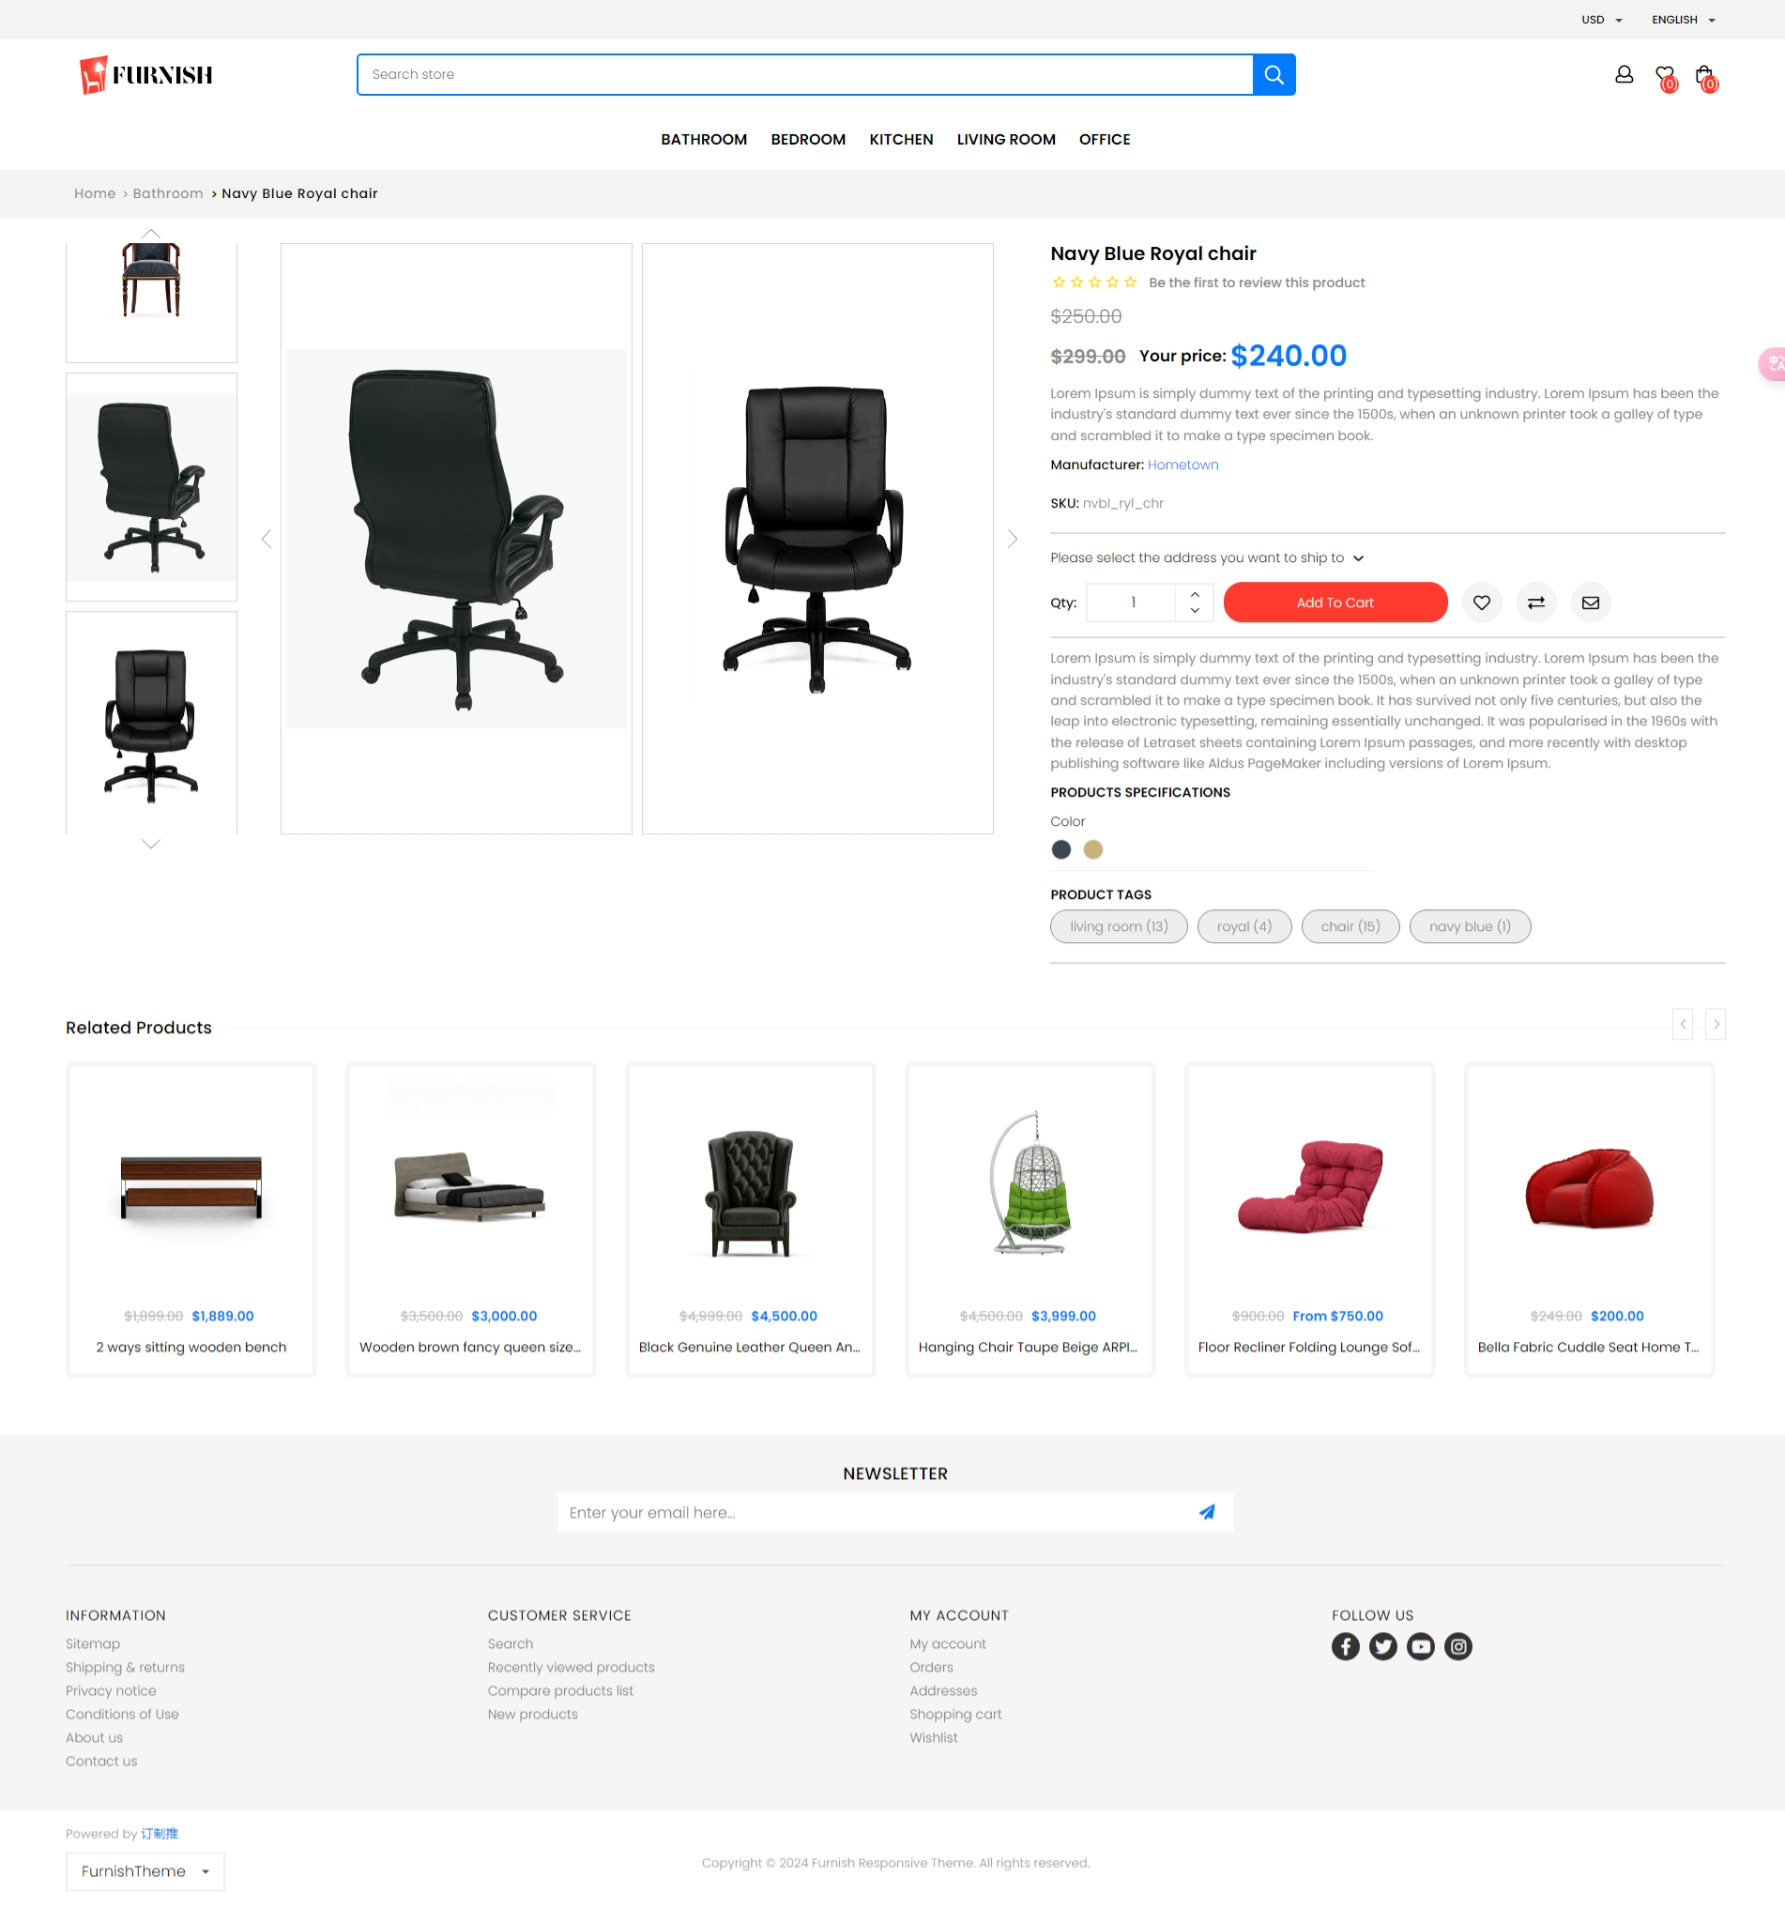 USD
ENGLISH
FURNISH
Search store
(0)
(0)
BATHROOM
BEDROOM
KITCHEN
LIVING ROOM
OFFICE
Home > Bathroom > Navy Blue Royal chair
Navy Blue Royal chair
Be the first to review this product
$250.00
$299.00 Your price: $240.00
Lorem Ipsum is simply dummy text of the printing and typesetting industry. Lorem Ipsum has been the
industry's standard dummy text ever since the 1500s, when an unknown printer took a galley of type
and scrambled it to make a type specimen book.
Manufacturer: Hometown
SKU: nvbl_ryl_chr
Please select the address you want to ship to
Qty:
1
Add To Cart
Lorem Ipsum is simply dummy text of the printing and typesetting industry. Lorem Ipsum has been the
industry's standard dummy text ever since the 1500s, when an unknown printer took a galley of type
and scrambled it to make a type specimen book. It has survived not only five centuries, but also the
leap into electronic typesetting, remaining essentially unchanged. It was popularised in the 1960s with
the release of Letraset sheets containing Lorem Ipsum passages, and more recently with desktop
publishing software like Aldus PageMaker including versions of Lorem Ipsum.
PRODUCTS SPECIFICATIONS
Color
PRODUCT TAGS
living room (13)
royal (4)
chair (15)
navy blue (1)
Related Products
$1,899.00 $1,889.00
2 ways sitting wooden bench
$3,500.00 $3,000.00
Wooden brown fancy queen size...
$4,999.00 $4,500.00
Black Genuine Leather Queen An...
$4,500.00 $3,999.00
Hanging Chair Taupe Beige ARPI...
$900.00 From $750.00
Floor Recliner Folding Lounge Sof...
$249.00 $200.00
Bella Fabric Cuddle Seat Home T...
NEWSLETTER
Enter your email here...
INFORMATION
Sitemap
Shipping & returns
Privacy notice
Conditions of Use
About us
Contact us
CUSTOMER SERVICE
Search
Recently viewed products
Compare products list
New products
MY ACCOUNT
My account
Orders
Addresses
Shopping cart
Wishlist
FOLLOW US
Powered by 订制推
FurnishTheme
Copyright © 2024 Furnish Responsive Theme. All rights reserved.